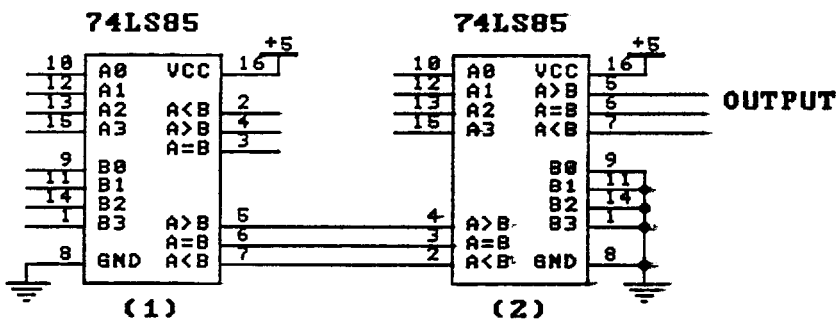 74LS85 74LS85
+5 +5
10 A0 VCC 16 10 A0 VCC 16
12 A1 12 A1 A>B 5
13 A2 A<B 2 13 A2 A=B 6 OUTPUT
15 A3 A>B 4 15 A3 A<B 7
A=B 3
9 B0 B0 9
11 B1 B1 11
14 B2 B2 14
1 B3 A>B 5 4 A>B B3 1
A=B 6 3 A=B
8 GND A<B 7 2 A<B GND 8
(1) (2)